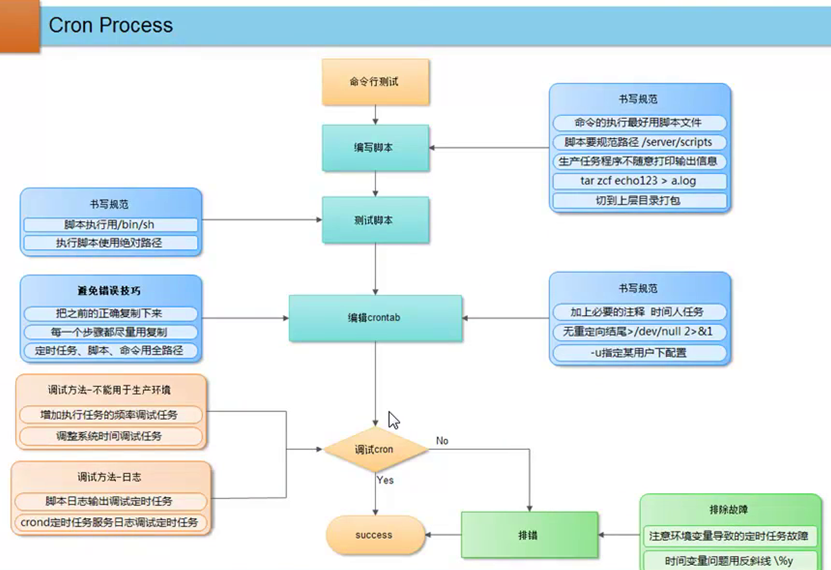 Cron Process
命令行测试
编写脚本
书写规范
命令的执行最好用脚本文件
脚本要规范路径 /server/scripts
生产任务程序不随意打印输出信息
tar zcf echo123 > a.log
切到上层目录打包
书写规范
脚本执行用/bin/sh
执行脚本使用绝对路径
测试脚本
避免错误技巧
把之前的正确复制下来
每一个步骤都尽量用复制
定时任务、脚本、命令用全路径
编辑crontab
书写规范
加上必要的注释 时间人任务
无重定向结尾>/dev/null 2>&1
-u指定某用户下配置
调试方法-不能用于生产环境
增加执行任务的频率调试任务
调整系统时间调试任务
调试cron
No
Yes
调试方法-日志
脚本日志输出调试定时任务
crond定时任务服务日志调试定时任务
success
排错
排除故障
注意环境变量导致的定时任务故障
时间变量问题用反斜线 \%y